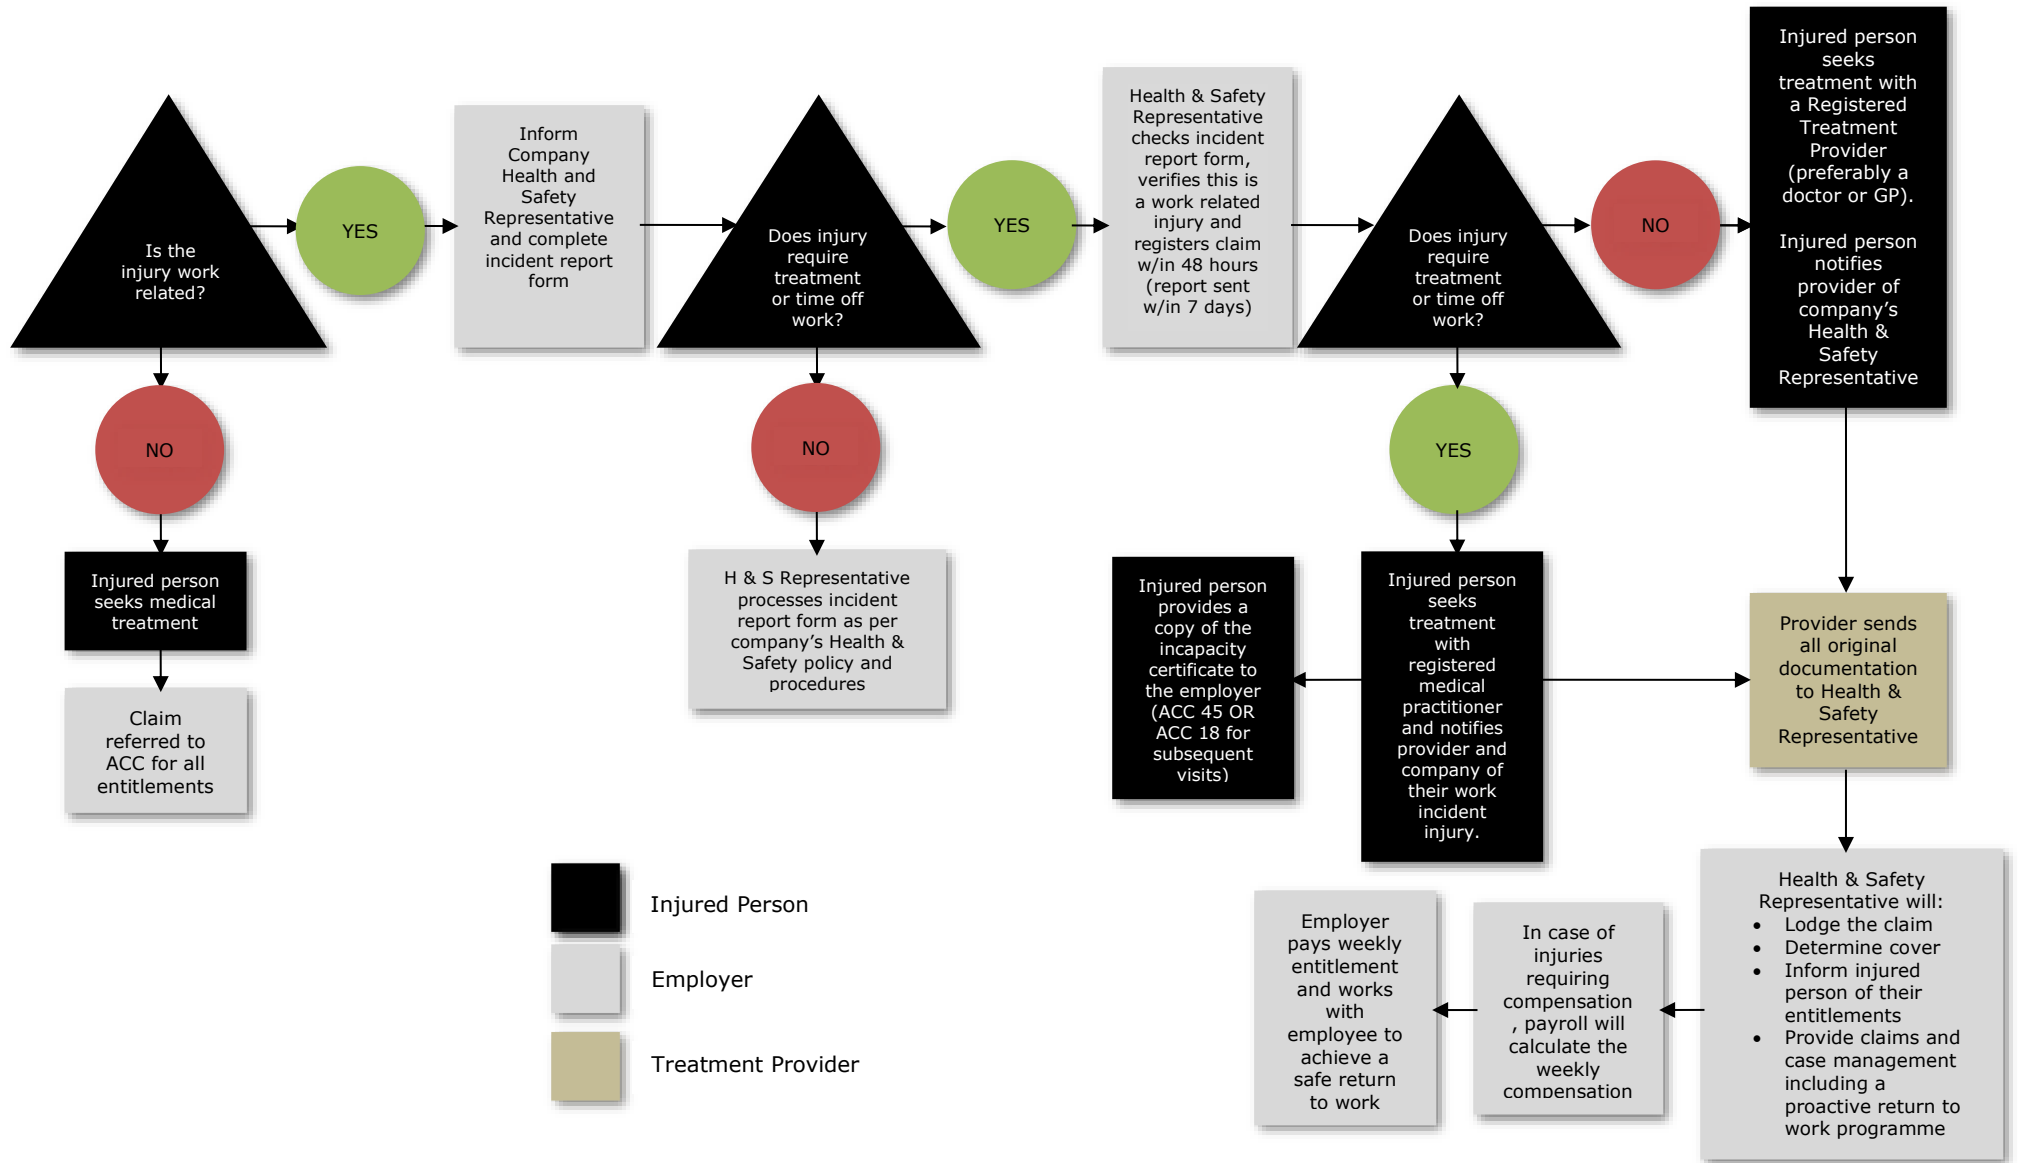 Is the
injury work
related?
YES
NO
Injured person
seeks medical
treatment
Claim
referred to
ACC for all
entitlements
Inform
Company
Health and
Safety
Representative
and complete
incident report
form
Does injury
require
treatment
or time off
work?
YES
NO
H & S Representative
processes incident
report form as per
company’s Health &
Safety policy and
procedures
Health & Safety
Representative
checks incident
report form,
verifies this is
a work related
injury and
registers claim
w/in 48 hours
(report sent
w/in 7 days)
Does injury
require
treatment
or time off
work?
NO
YES
Injured person
seeks
treatment with
a Registered
Treatment
Provider
(preferably a
doctor or GP).
Injured person
notifies
provider of
company’s
Health &
Safety
Representative
Injured person
provides a
copy of the
incapacity
certificate to
the employer
(ACC 45 OR
ACC 18 for
subsequent
visits)
Injured person
seeks
treatment
with
registered
medical
practitioner
and notifies
provider and
company of
their work
incident
injury.
Provider sends
all original
documentation
to Health &
Safety
Representative
Health & Safety
Representative will:
• Lodge the claim
• Determine cover
• Inform injured
person of their
entitlements
• Provide claims and
case management
including a
proactive return to
work programme
In case of
injuries
requiring
compensation
, payroll will
calculate the
weekly
compensation
Employer
pays weekly
entitlement
and works
with
employee to
achieve a
safe return
to work
Injured Person
Employer
Treatment Provider